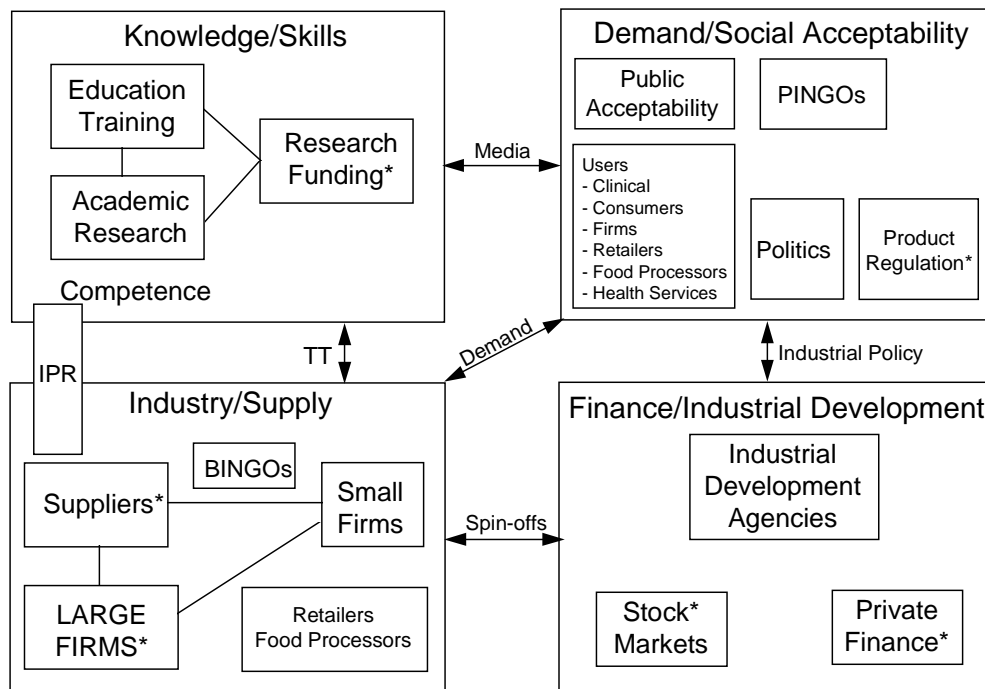 Knowledge/Skills
Education
Training
Research
Funding*
Academic
Research
Competence
Media
Demand/Social Acceptability
Public
Acceptability
PINGOs
Users
- Clinical
- Consumers
- Firms
- Retailers
- Food Processors
- Health Services
Politics
Product
Regulation*
IPR
TT
Demand
Industrial Policy
Industry/Supply
BINGOs
Suppliers*
Small
Firms
LARGE
FIRMS*
Retailers
Food Processors
Spin-offs
Finance/Industrial Development
Industrial
Development
Agencies
Stock*
Markets
Private
Finance*